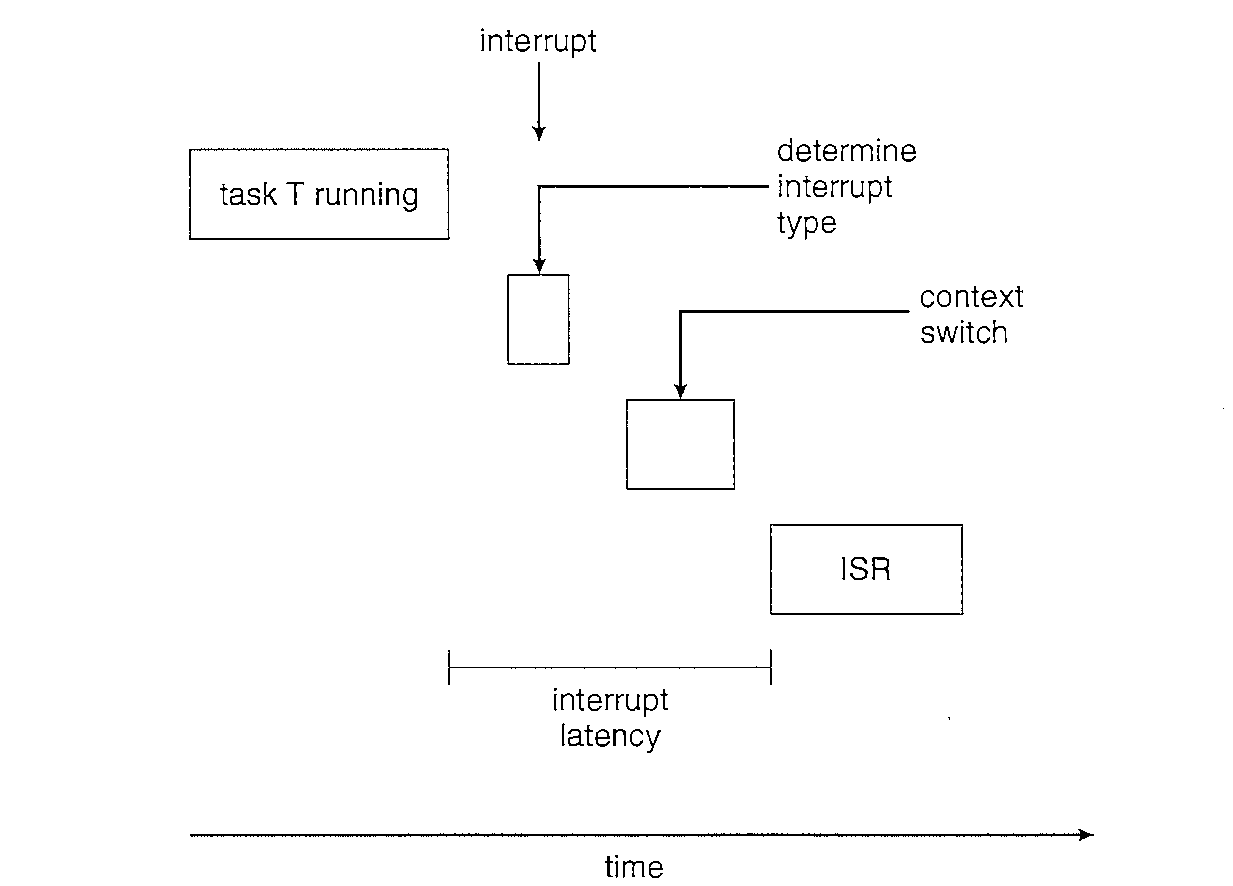 interrupt
task T running
determine
interrupt
type
context
switch
ISR
interrupt
latency
time